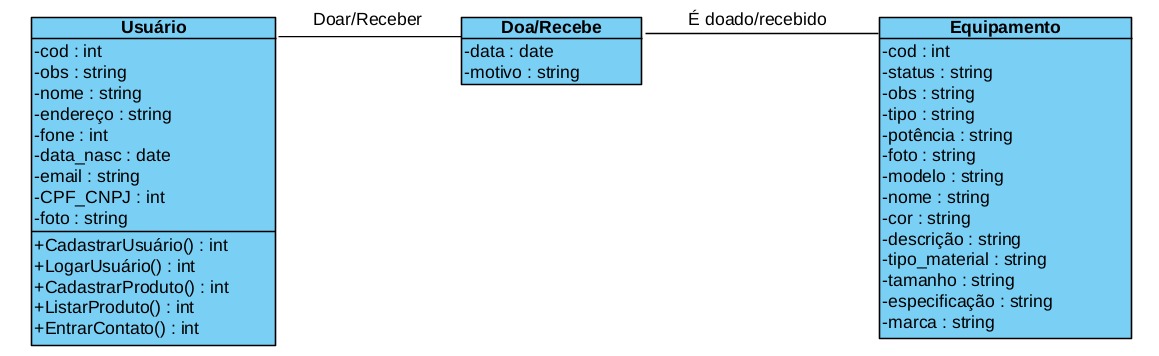 Doar/Receber
É doado/recebido
Usuário
-cod : int
-obs : string
-nome : string
-endereço : string
-fone : int
-data_nasc : date
-email : string
-CPF_CNPJ : int
-foto : string
+CadastrarUsuário() : int
+LogarUsuário() : int
+CadastrarProduto() : int
+ListarProduto() : int
+EntrarContato() : int
Doa/Recebe
-data : date
-motivo : string
Equipamento
-cod : int
-status : string
-obs : string
-tipo : string
-potência : string
-foto : string
-modelo : string
-nome : string
-cor : string
-descrição : string
-tipo_material : string
-tamanho : string
-especificação : string
-marca : string